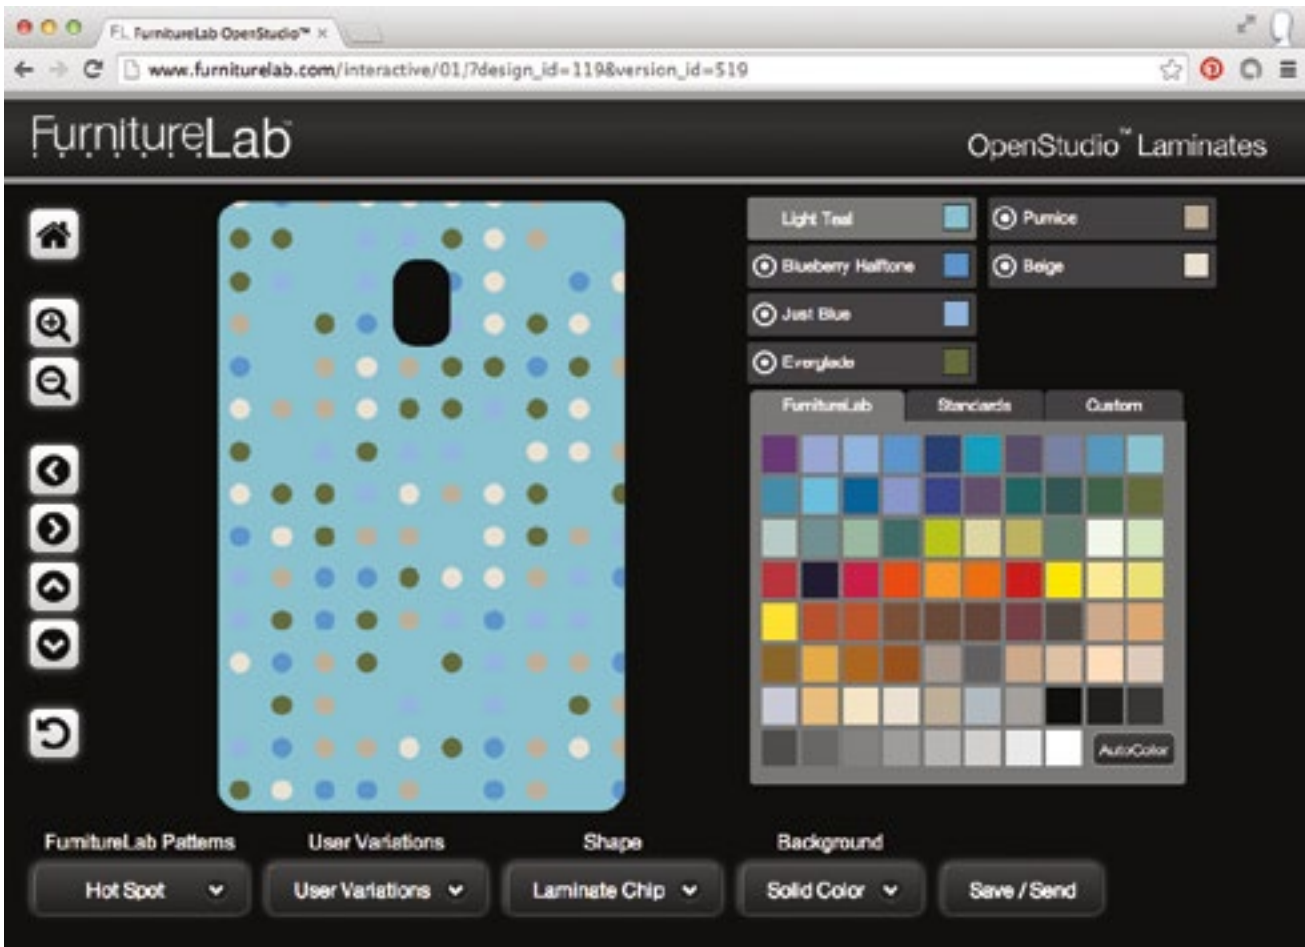 F.L. FurnitureLab OpenStudio™ ×
www.furniturelab.com/interactive/01/?design_id=119&version_id=519
FurnitureLab™
OpenStudio™ Laminates
Light Teal
Pumice
Blueberry Halftone
Beige
Just Blue
Everglade
FurnitureLab Standards Custom
AutoColor
FurnitureLab Patterns User Variations Shape Background
Hot Spot User Variations Laminate Chip Solid Color Save / Send